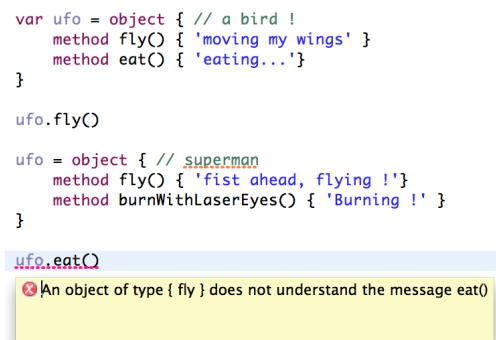 var ufo = object { // a bird !
method fly() { 'moving my wings' }
method eat() { 'eating...'}
}
ufo.fly()
ufo = object { // superman
method fly() { 'fist ahead, flying !'}
method burnWithLaserEyes() { 'Burning !' }
}
ufo.eat()
An object of type { fly } does not understand the message eat()